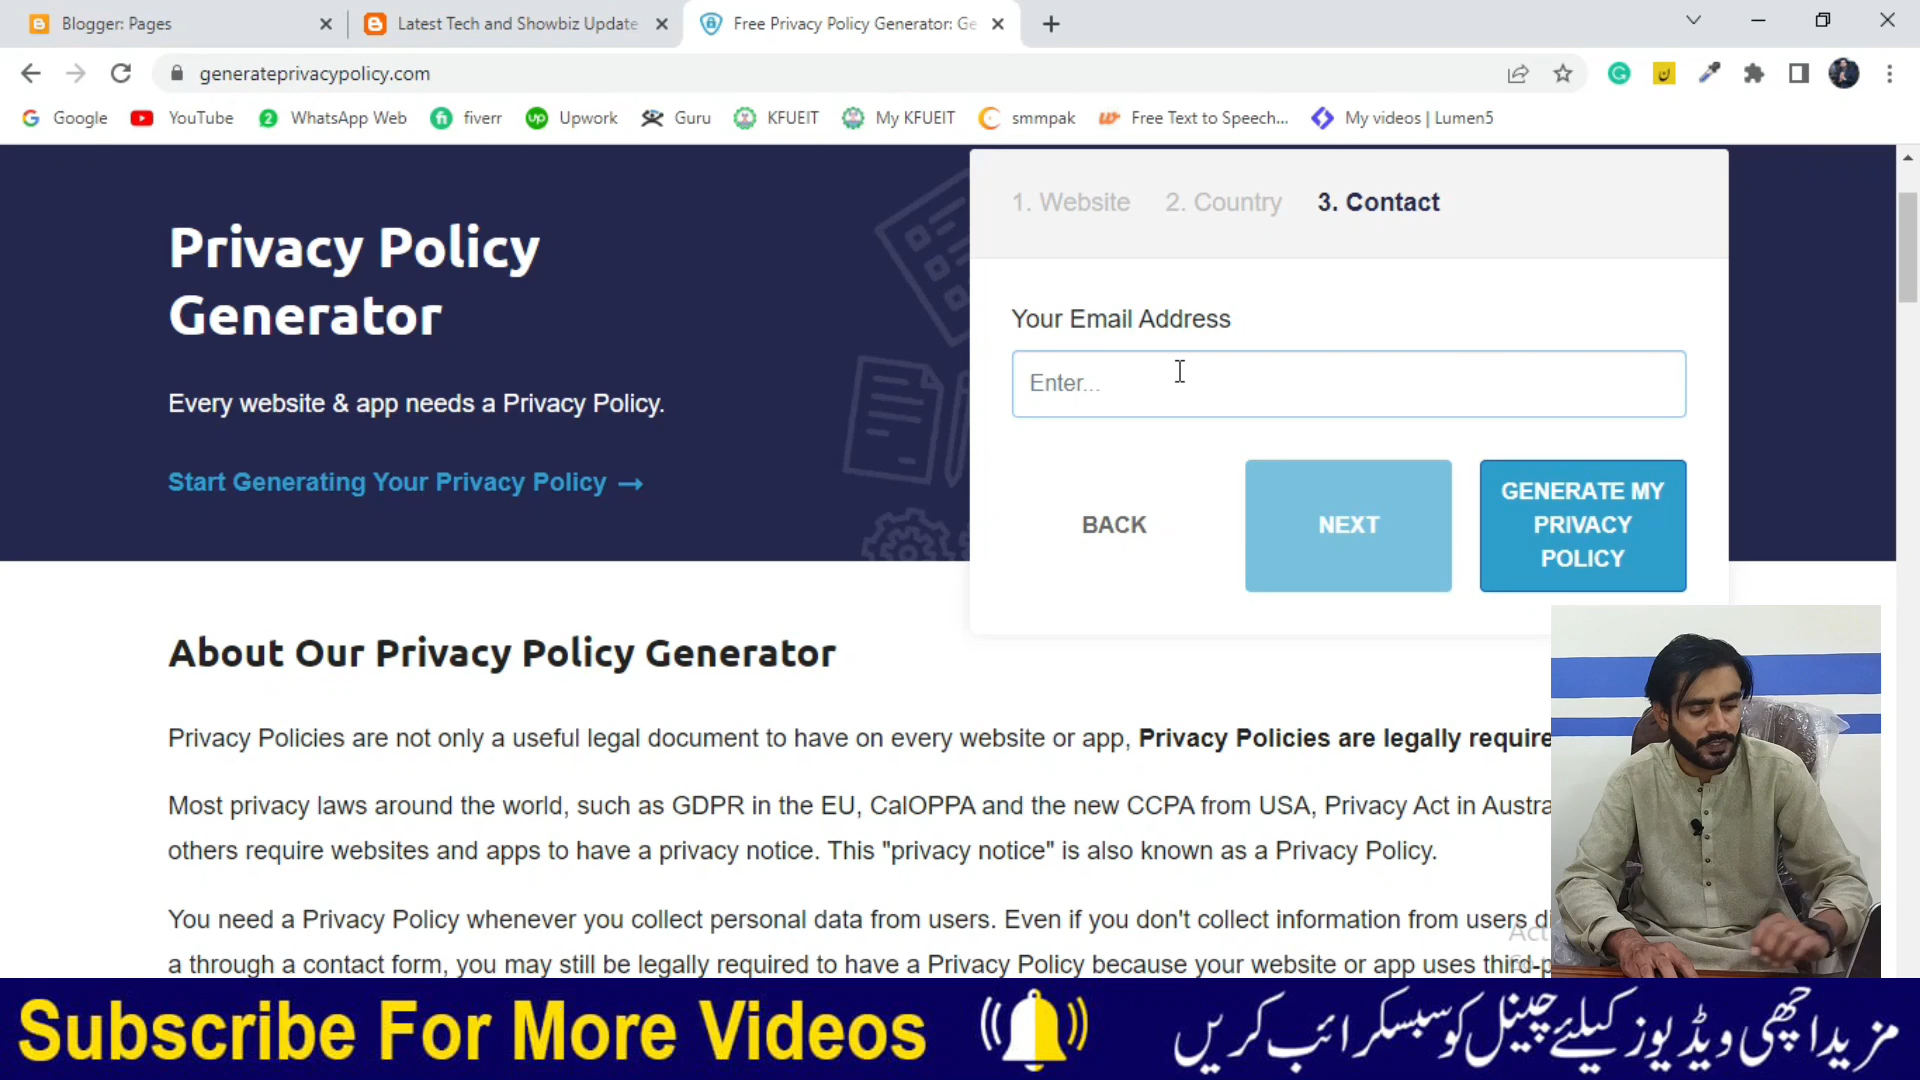 Blogger: Pages
Latest Tech and Showbiz Update
Free Privacy Policy Generator: Ge
generateprivacypolicy.com
Google
YouTube
WhatsApp Web
fiverr
Upwork
Guru
KFUEIT
My KFUEIT
smmpak
Free Text to Speech...
My videos | Lumen5
Privacy Policy
Generator
Every website & app needs a Privacy Policy.
Start Generating Your Privacy Policy →
1. Website
2. Country
3. Contact
Your Email Address
Enter...
BACK
NEXT
GENERATE MY
PRIVACY
POLICY
About Our Privacy Policy Generator
Privacy Policies are not only a useful legal document to have on every website or app, Privacy Policies are legally require
Most privacy laws around the world, such as GDPR in the EU, CalOPPA and the new CCPA from USA, Privacy Act in Austra
others require websites and apps to have a privacy notice. This "privacy notice" is also known as a Privacy Policy.
You need a Privacy Policy whenever you collect personal data from users. Even if you don't collect information from users di
a through a contact form, you may still be legally required to have a Privacy Policy because your website or app uses third-p
Subscribe For More Videos
مزید اچھی ویڈیوز کیلئے چینل کو سبسکرائب کریں